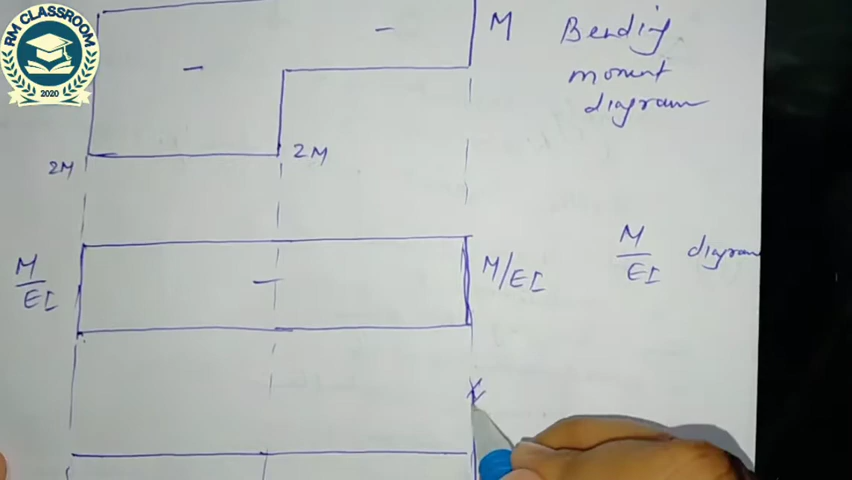 RM CLASSROOM
2020
M
Bending
moment
diagram
2M
2M
M
EI
M/EI
M
EI
diagram